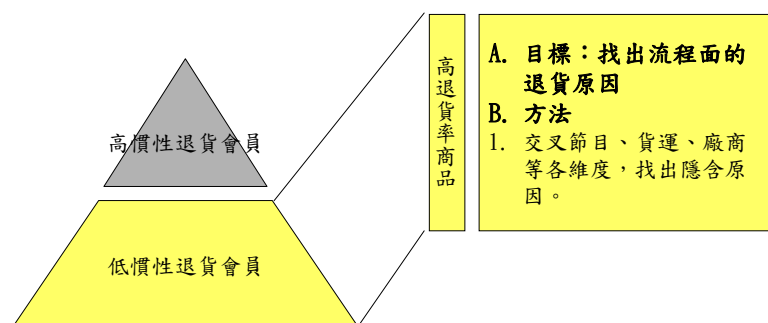 高慣性退貨會員
低慣性退貨會員
高退貨率商品
A. 目標：找出流程面的
退貨原因
B. 方法
1. 交叉節目、貨運、廠商
等各維度，找出隱含原
因。